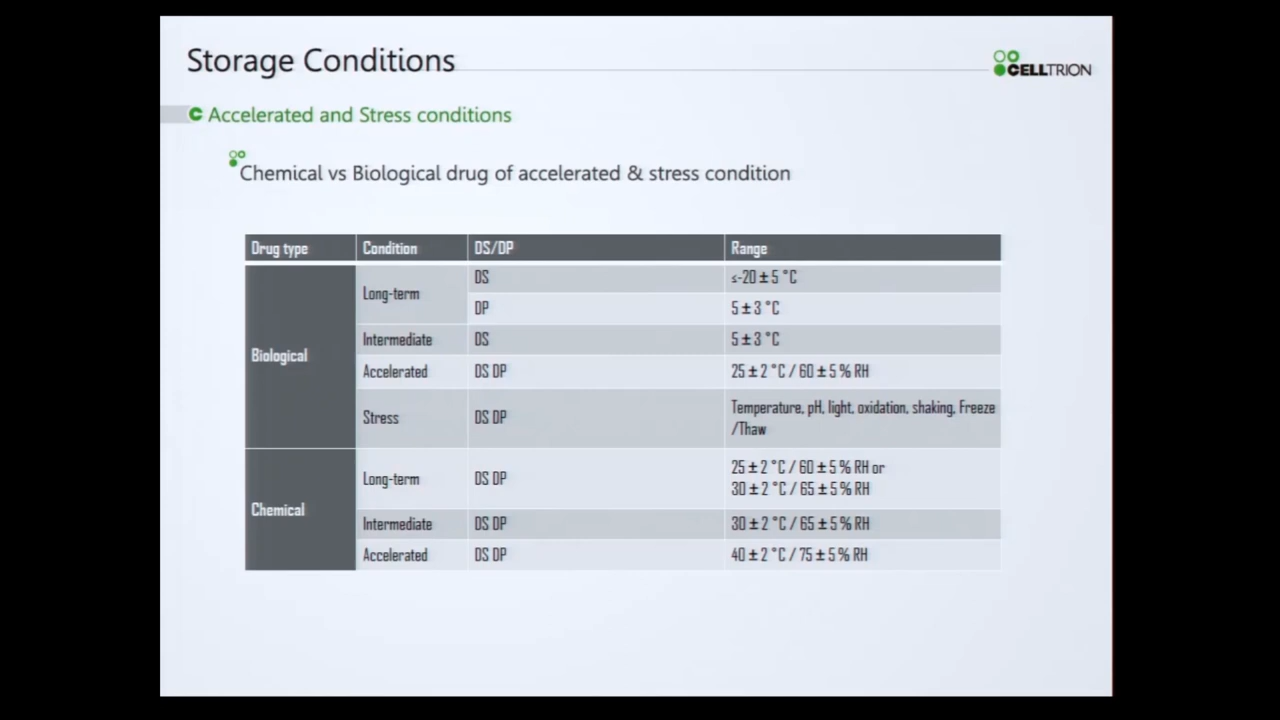 Storage Conditions
CELLTRION
Accelerated and Stress conditions
Chemical vs Biological drug of accelerated & stress condition
Drug type Condition DS/DP Range
Biological
Long-term
DS ≤-20 ± 5 °C
DP 5 ± 3 °C
Intermediate DS 5 ± 3 °C
Accelerated DS DP 25 ± 2 °C / 60 ± 5 % RH
Stress DS DP Temperature, pH, light, oxidation, shaking, Freeze
/Thaw
Chemical
Long-term DS DP 25 ± 2 °C / 60 ± 5 % RH or
30 ± 2 °C / 65 ± 5 % RH
Intermediate DS DP 30 ± 2 °C / 65 ± 5 % RH
Accelerated DS DP 40 ± 2 °C / 75 ± 5 % RH